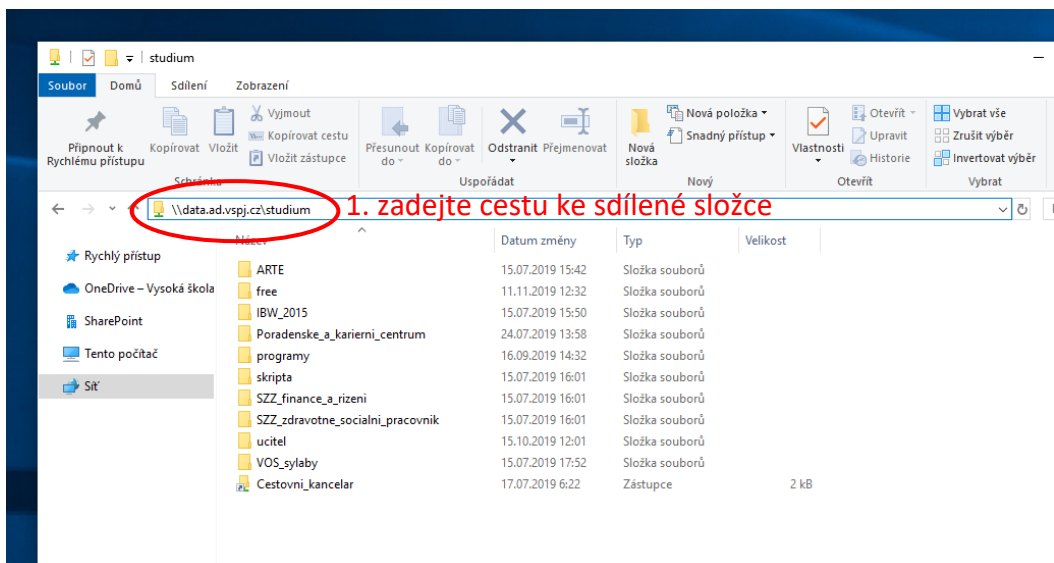 studium
Soubor Domů Sdílení Zobrazení
Připnout k Rychlému přístupu
Kopírovat
Vložit
Vyjmout
Kopírovat cestu
Vložit zástupce
Schránka
Přesunout do
Kopírovat do
Odstranit
Přejmenovat
Uspořádat
Nová složka
Nová položka
Snadný přístup
Nový
Vlastnosti
Otevřít
Upravit
Historie
Otevřít
Vybrat vše
Zrušit výběr
Invertovat výběr
Vybrat
\\data.ad.vspj.cz\studium 1. zadejte cestu ke sdílené složce
Název Datum změny Typ Velikost
Rychlý přístup
OneDrive – Vysoká škola
SharePoint
Tento počítač
Síť
ARTE 15.07.2019 15:42 Složka souborů
free 11.11.2019 12:32 Složka souborů
IBW_2015 15.07.2019 15:50 Složka souborů
Poradenske_a_karierni_centrum 24.07.2019 13:58 Složka souborů
programy 16.09.2019 14:32 Složka souborů
skripta 15.07.2019 16:01 Složka souborů
SZZ_finance_a_rizeni 15.07.2019 16:01 Složka souborů
SZZ_zdravotne_socialni_pracovnik 15.07.2019 16:01 Složka souborů
ucitel 15.10.2019 12:01 Složka souborů
VOS_sylaby 15.07.2019 17:52 Složka souborů
Cestovni_kancelar 17.07.2019 6:22 Zástupce 2 kB